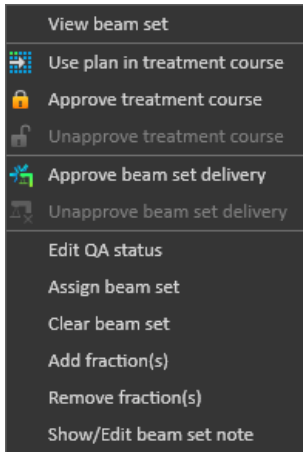 View beam set
Use plan in treatment course
Approve treatment course
Unapprove treatment course
Approve beam set delivery
Unapprove beam set delivery
Edit QA status
Assign beam set
Clear beam set
Add fraction(s)
Remove fraction(s)
Show/Edit beam set note